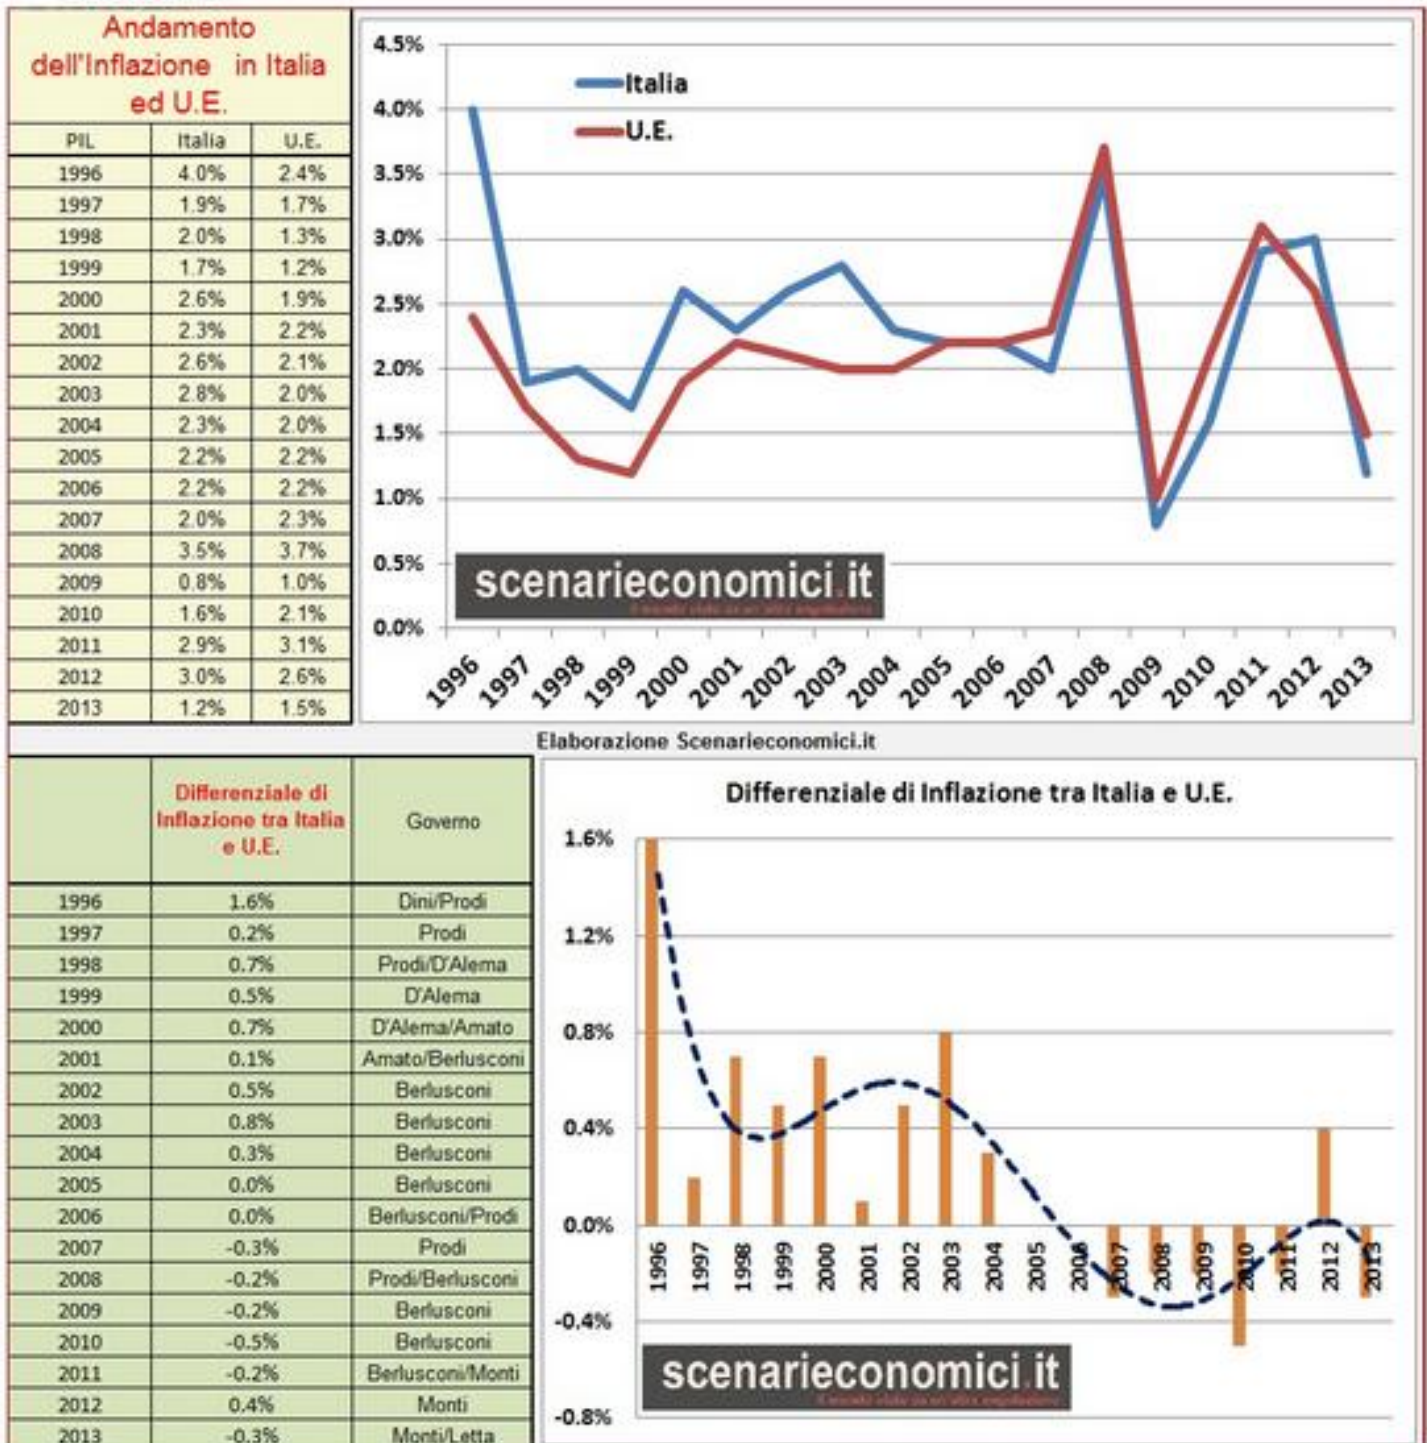 Andamento
dell'Inflazione in Italia
ed U.E.
PIL Italia U.E.
1996 4.0% 2.4%
1997 1.9% 1.7%
1998 2.0% 1.3%
1999 1.7% 1.2%
2000 2.6% 1.9%
2001 2.3% 2.2%
2002 2.6% 2.1%
2003 2.8% 2.0%
2004 2.3% 2.0%
2005 2.2% 2.2%
2006 2.2% 2.2%
2007 2.0% 2.3%
2008 3.5% 3.7%
2009 0.8% 1.0%
2010 1.6% 2.1%
2011 2.9% 3.1%
2012 3.0% 2.6%
2013 1.2% 1.5%
4.5%
4.0%
3.5%
3.0%
2.5%
2.0%
1.5%
1.0%
0.5%
0.0%
Italia
U.E.
scenarieconomici.it
1996 1997 1998 1999 2000 2001 2002 2003 2004 2005 2006 2007 2008 2009 2010 2011 2012 2013
Elaborazione Scenarieconomici.it
Differenziale di
Inflazione tra Italia
e U.E.
Governo
1996 1.6% Dini/Prodi
1997 0.2% Prodi
1998 0.7% Prodi/D'Alema
1999 0.5% D'Alema
2000 0.7% D'Alema/Amato
2001 0.1% Amato/Berlusconi
2002 0.5% Berlusconi
2003 0.8% Berlusconi
2004 0.3% Berlusconi
2005 0.0% Berlusconi
2006 0.0% Berlusconi/Prodi
2007 -0.3% Prodi
2008 -0.2% Prodi/Berlusconi
2009 -0.2% Berlusconi
2010 -0.5% Berlusconi
2011 -0.2% Berlusconi/Monti
2012 0.4% Monti
2013 -0.3% Monti/Letta
Differenziale di Inflazione tra Italia e U.E.
1.6%
1.2%
0.8%
0.4%
0.0%
-0.4%
-0.8%
1996 1997 1998 1999 2000 2001 2002 2003 2004 2005 2006 2007 2008 2009 2010 2011 2012 2013
scenarieconomici.it